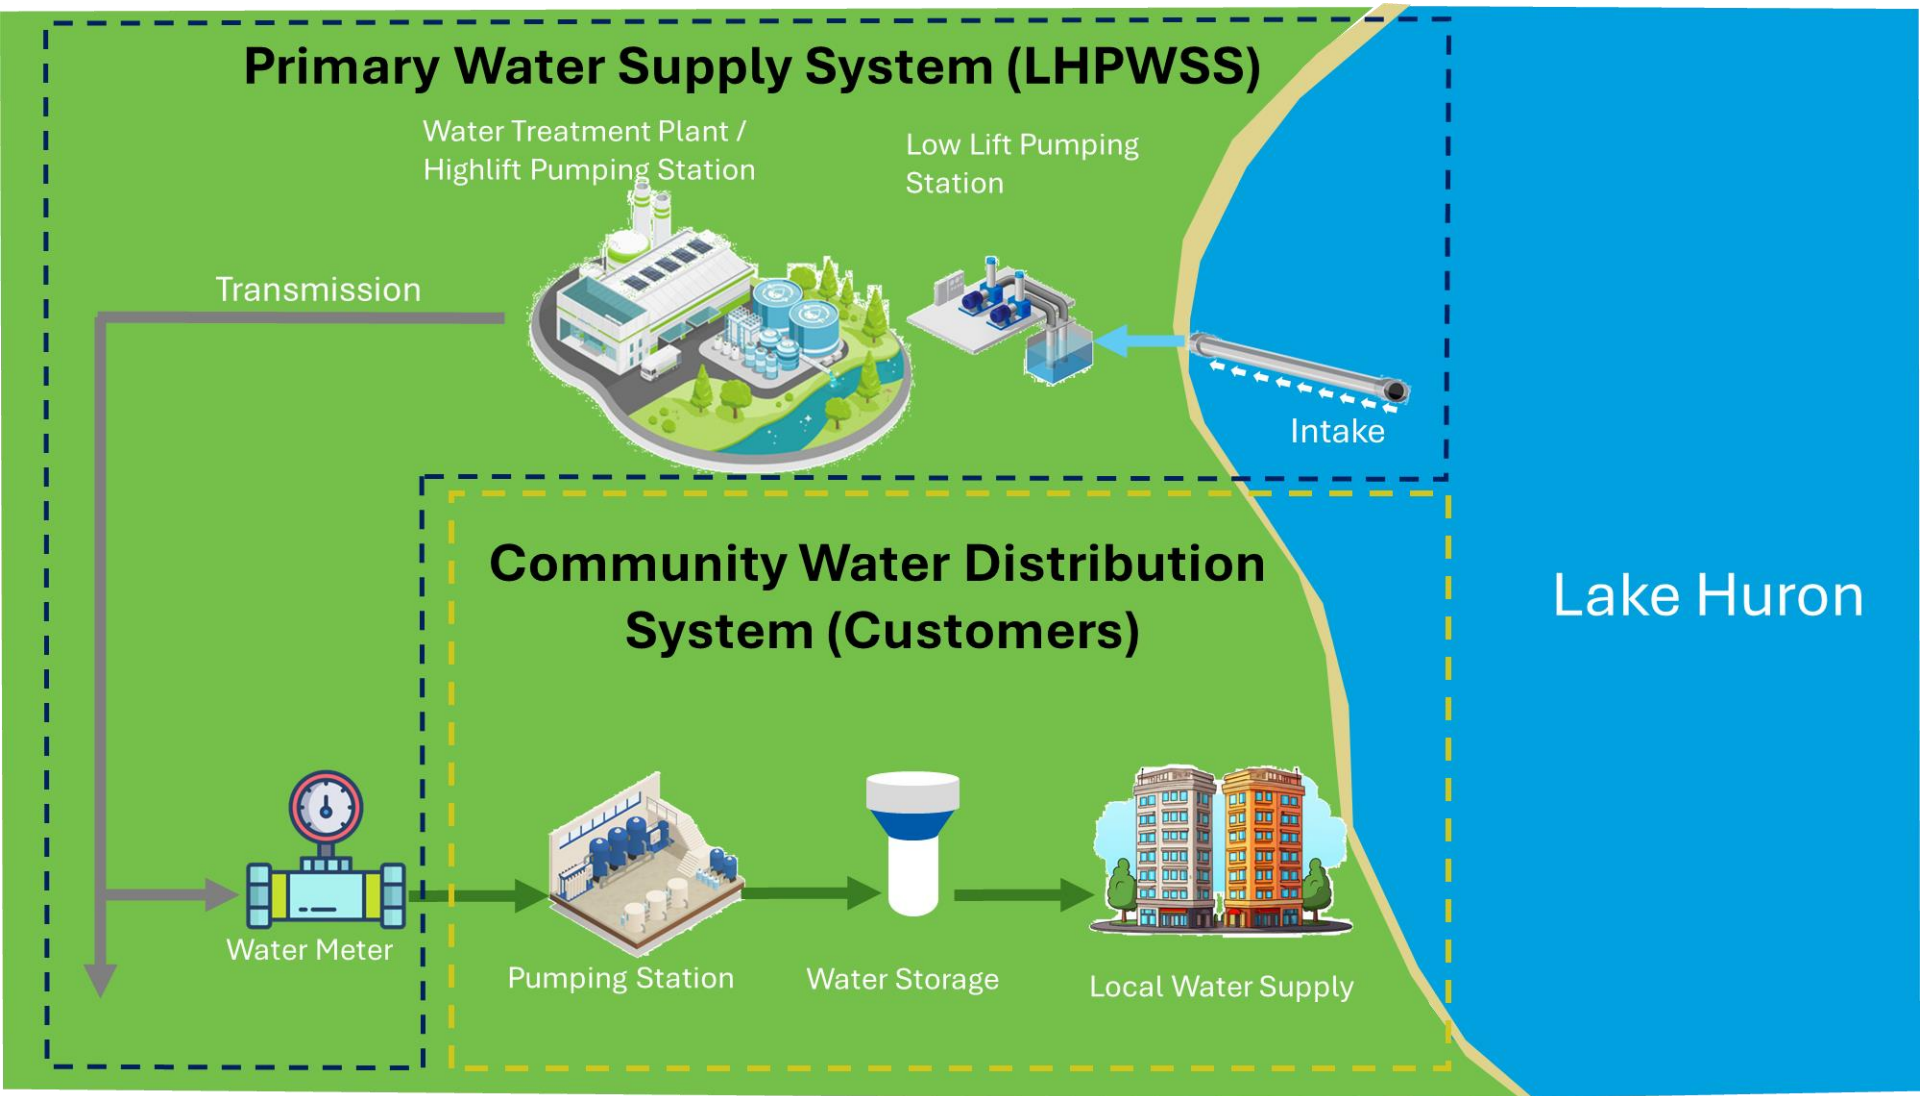 Primary Water Supply System (LHPWSS)
Water Treatment Plant /
Highlift Pumping Station
Low Lift Pumping
Station
Transmission
Intake
Community Water Distribution
System (Customers)
Lake Huron
Water Meter
Pumping Station
Water Storage
Local Water Supply